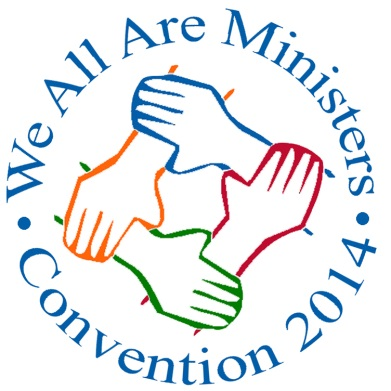 We All Are Ministers
• Convention 2014 •